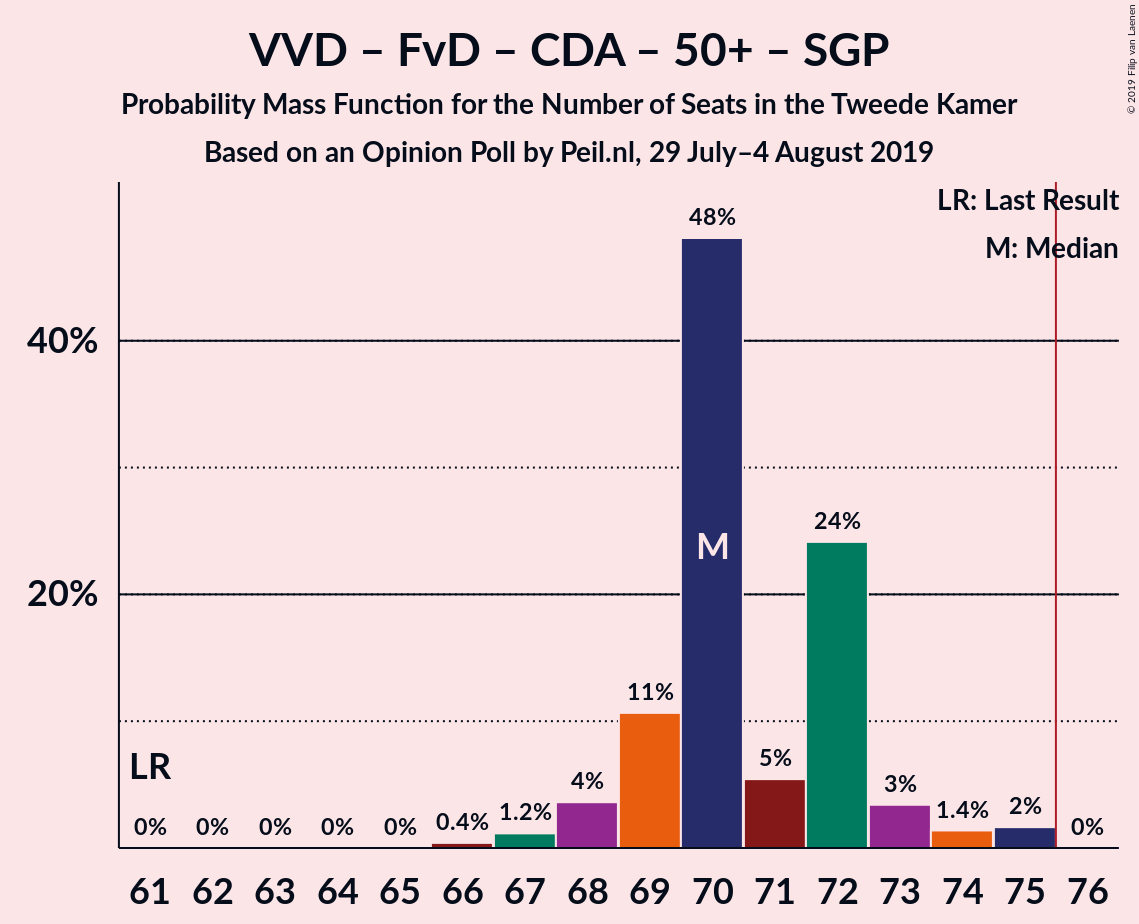 VVD – FvD – CDA – 50+ – SGP
Probability Mass Function for the Number of Seats in the Tweede Kamer
Based on an Opinion Poll by Peil.nl, 29 July–4 August 2019
© 2019 Filip van Laenen
LR: Last Result
M: Median
40%
20%
LR
M
0% 0% 0% 0% 0% 0.4% 1.2% 4% 11% 48% 5% 24% 3% 1.4% 2% 0%
61 62 63 64 65 66 67 68 69 70 71 72 73 74 75 76